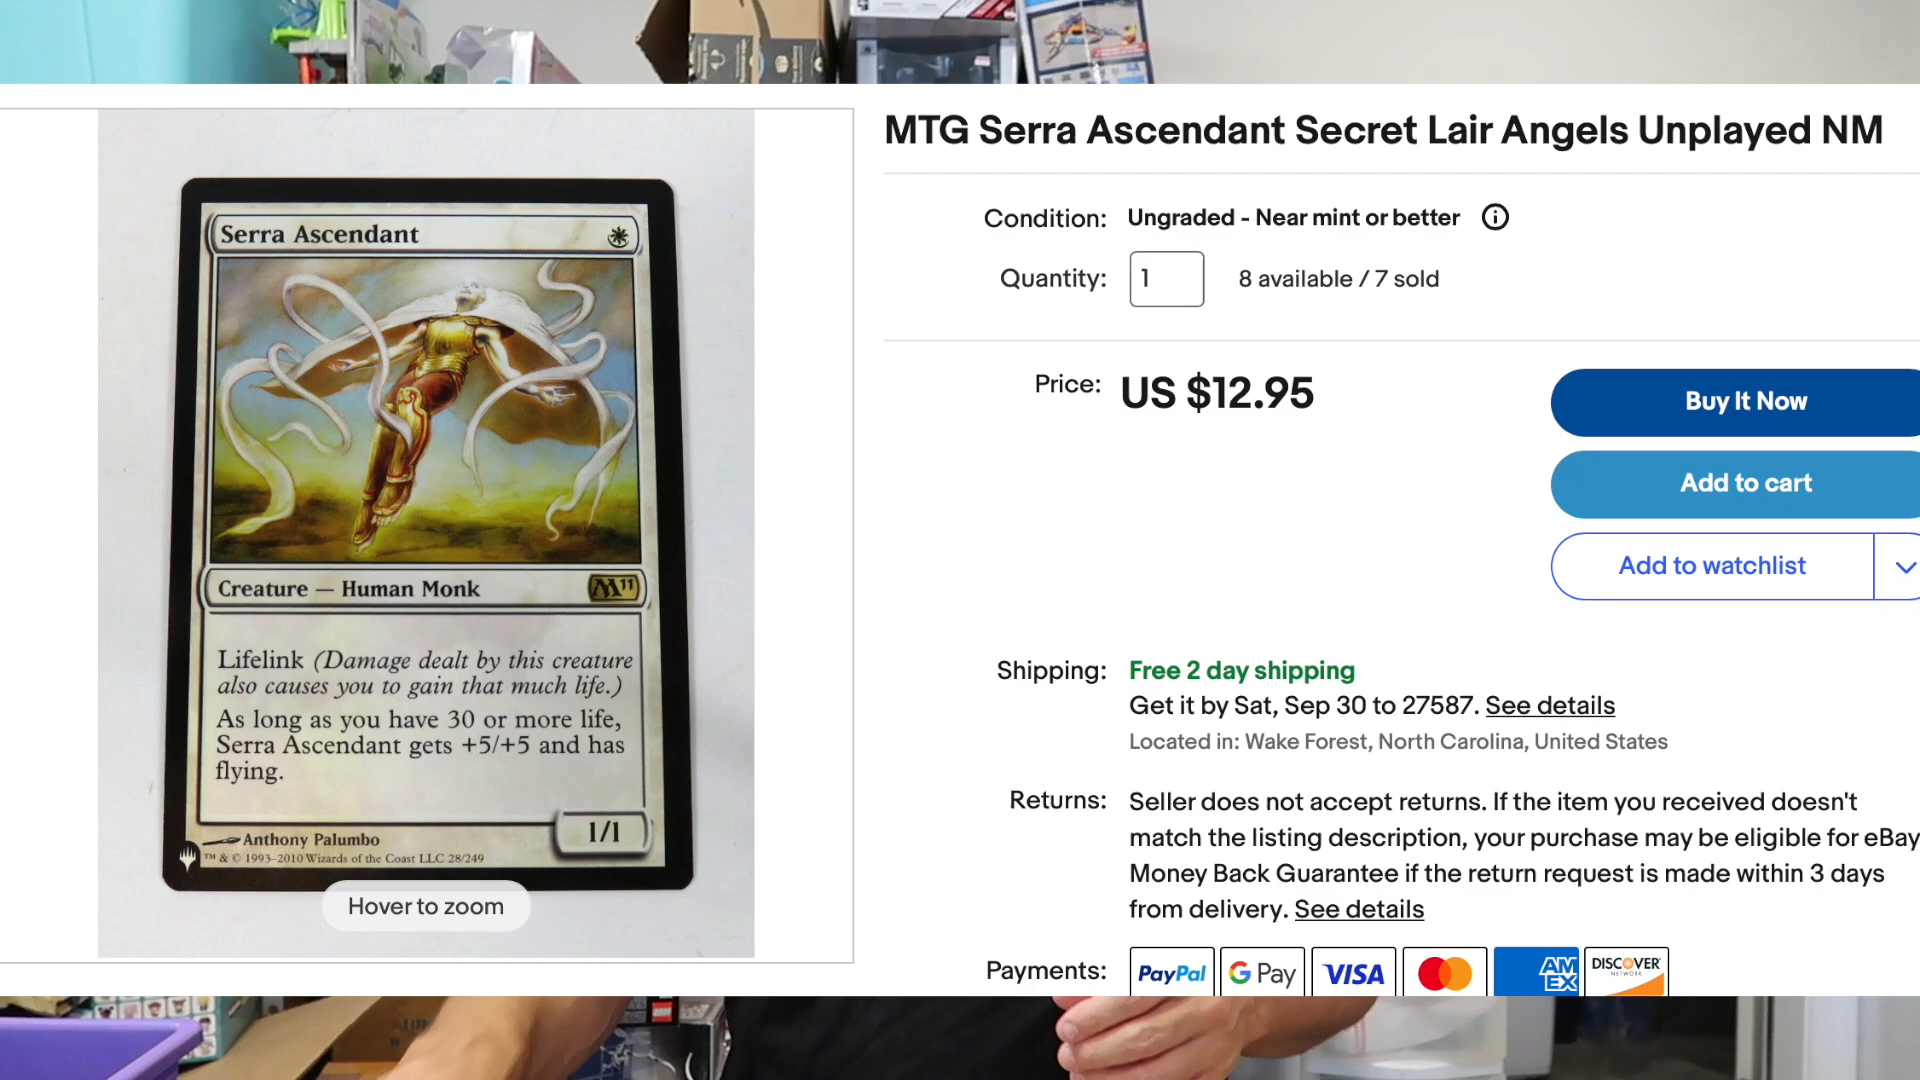 MTG Serra Ascendant Secret Lair Angels Unplayed NM
Serra Ascendant
Creature — Human Monk
M11
Lifelink (Damage dealt by this creature
also causes you to gain that much life.)
As long as you have 30 or more life,
Serra Ascendant gets +5/+5 and has
flying.
1/1
Anthony Palumbo
™ & © 1993–2010 Wizards of the Coast LLC 28/249
Hover to zoom
Condition: Ungraded - Near mint or better
Quantity: 1 8 available / 7 sold
Price: US $12.95
Buy It Now
Add to cart
Add to watchlist
Shipping: Free 2 day shipping
Get it by Sat, Sep 30 to 27587. See details
Located in: Wake Forest, North Carolina, United States
Returns: Seller does not accept returns. If the item you received doesn't
match the listing description, your purchase may be eligible for eBay
Money Back Guarantee if the return request is made within 3 days
from delivery. See details
Payments: PayPal G Pay VISA AM EX DISCOVER NETWORK